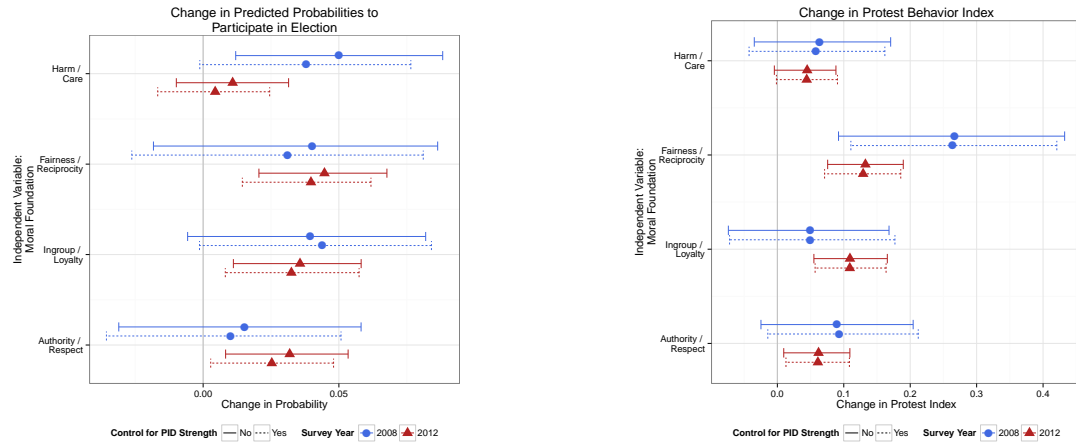 Change in Predicted Probabilities to
Participate in Election
Independent Variable:
Moral Foundation
Harm /
Care
Fairness /
Reciprocity
Ingroup /
Loyalty
Authority /
Respect
0.00 0.05
Change in Probability
Control for PID Strength No Yes Survey Year 2008 2012
Change in Protest Behavior Index
Independent Variable:
Moral Foundation
Harm /
Care
Fairness /
Reciprocity
Ingroup /
Loyalty
Authority /
Respect
0.0 0.1 0.2 0.3 0.4
Change in Protest Index
Control for PID Strength No Yes Survey Year 2008 2012